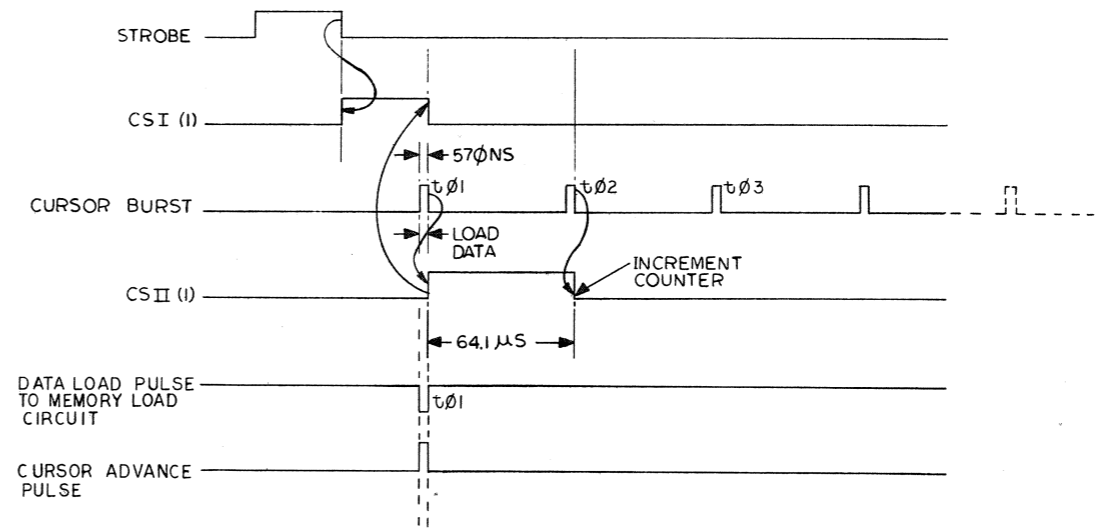 STROBE
CSI (1)
570NS
CURSOR BURST
tØ1
tØ2
tØ3
LOAD
DATA
INCREMENT
COUNTER
CSII (1)
64.1 µS
DATA LOAD PULSE
TO MEMORY LOAD
CIRCUIT
tØ1
CURSOR ADVANCE
PULSE